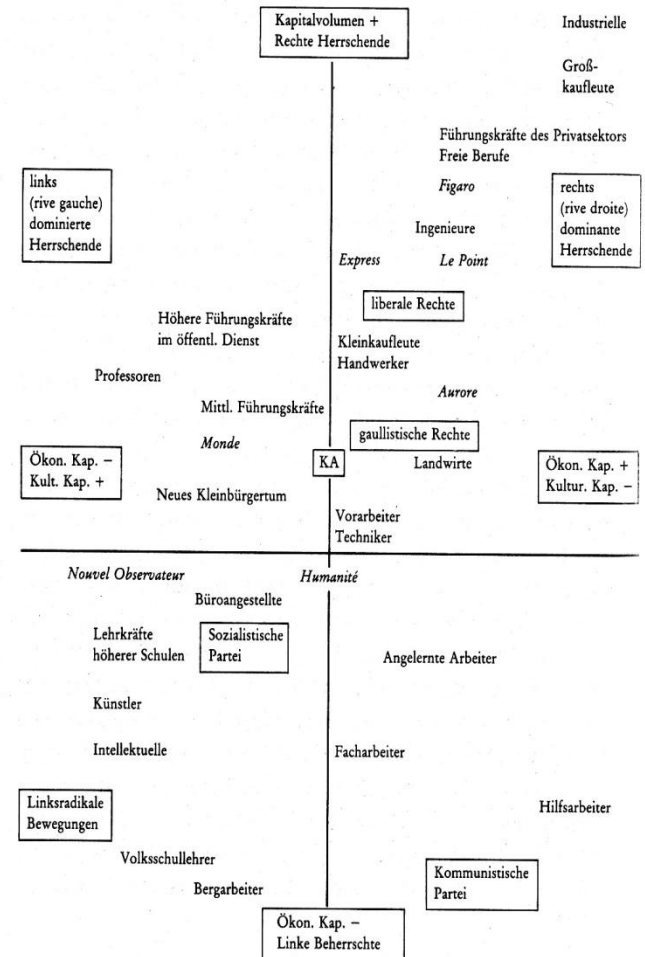 Kapitalvolumen +
Rechte Herrschende
Industrielle
Groß-
kaufleute
Führungskräfte des Privatsektors
Freie Berufe
links
(rive gauche)
dominierte
Herrschende
Figaro
rechts
(rive droite)
dominante
Herrschende
Ingenieure
Express
Le Point
liberale Rechte
Höhere Führungskräfte
im öffentl. Dienst
Kleinkaufleute
Handwerker
Professoren
Aurore
Mittl. Führungskräfte
gaullistische Rechte
Monde
Ökon. Kap. –
Kult. Kap. +
KA
Landwirte
Ökon. Kap. +
Kultur. Kap. –
Neues Kleinbürgertum
Vorarbeiter
Techniker
Nouvel Observateur
Humanité
Büroangestellte
Lehrkräfte
höherer Schulen
Sozialistische
Partei
Angelernte Arbeiter
Künstler
Intellektuelle
Facharbeiter
Linksradikale
Bewegungen
Hilfsarbeiter
Volksschullehrer
Bergarbeiter
Kommunistische
Partei
Ökon. Kap. –
Linke Beherrschte